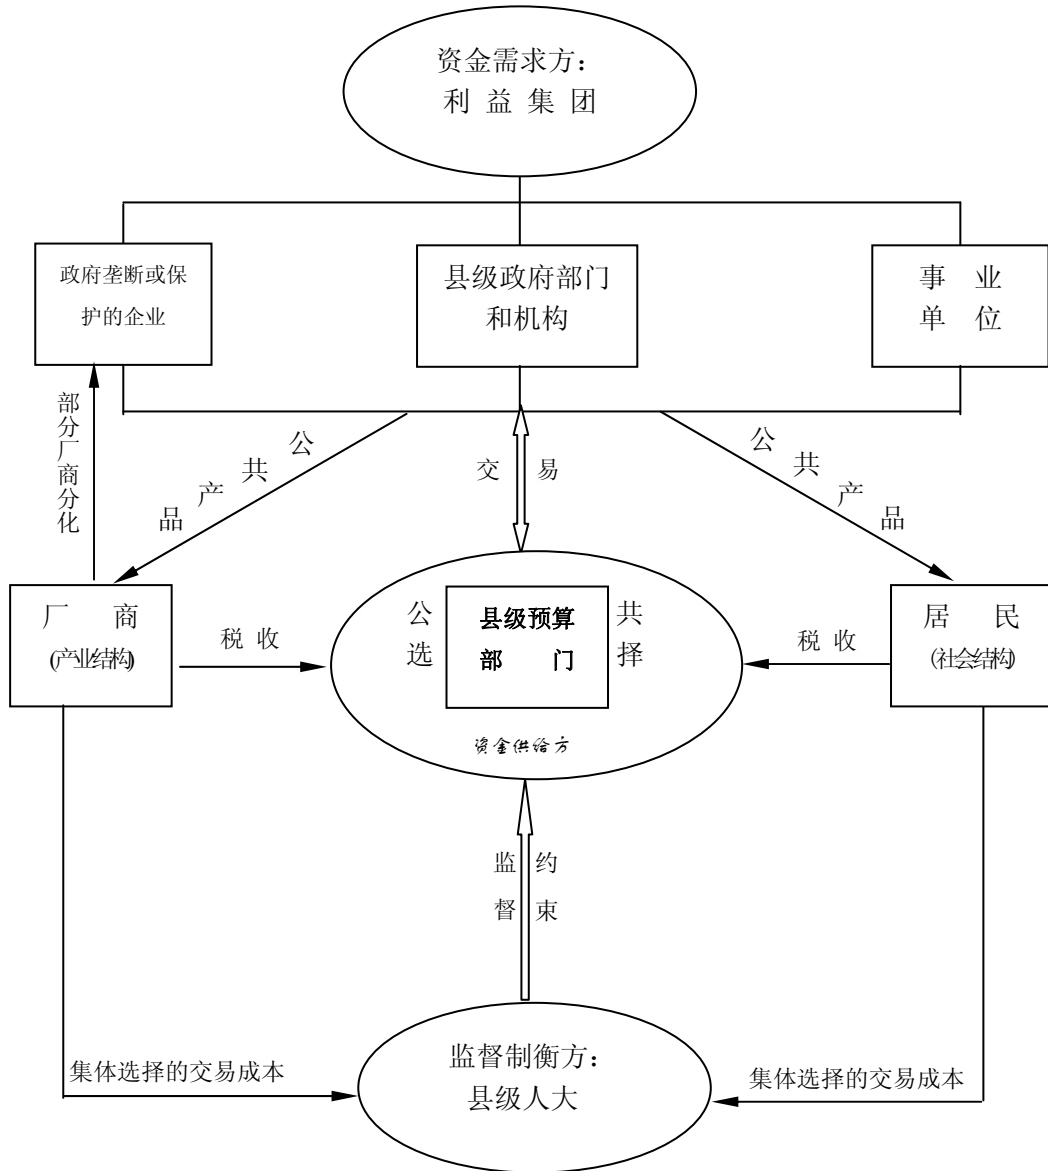 资金需求方：
利 益 集 团
政府垄断或保
护的企业
县级政府部门
和机构
事 业
单 位
部分厂商分化
公共产品
交 易
公共产品
厂 商
(产业结构)
税 收
公 共
选 择
县级预算
部 门
资金供给方
税 收
居 民
(社会结构)
监 约
督 束
集体选择的交易成本
监督制衡方：
县级人大
集体选择的交易成本